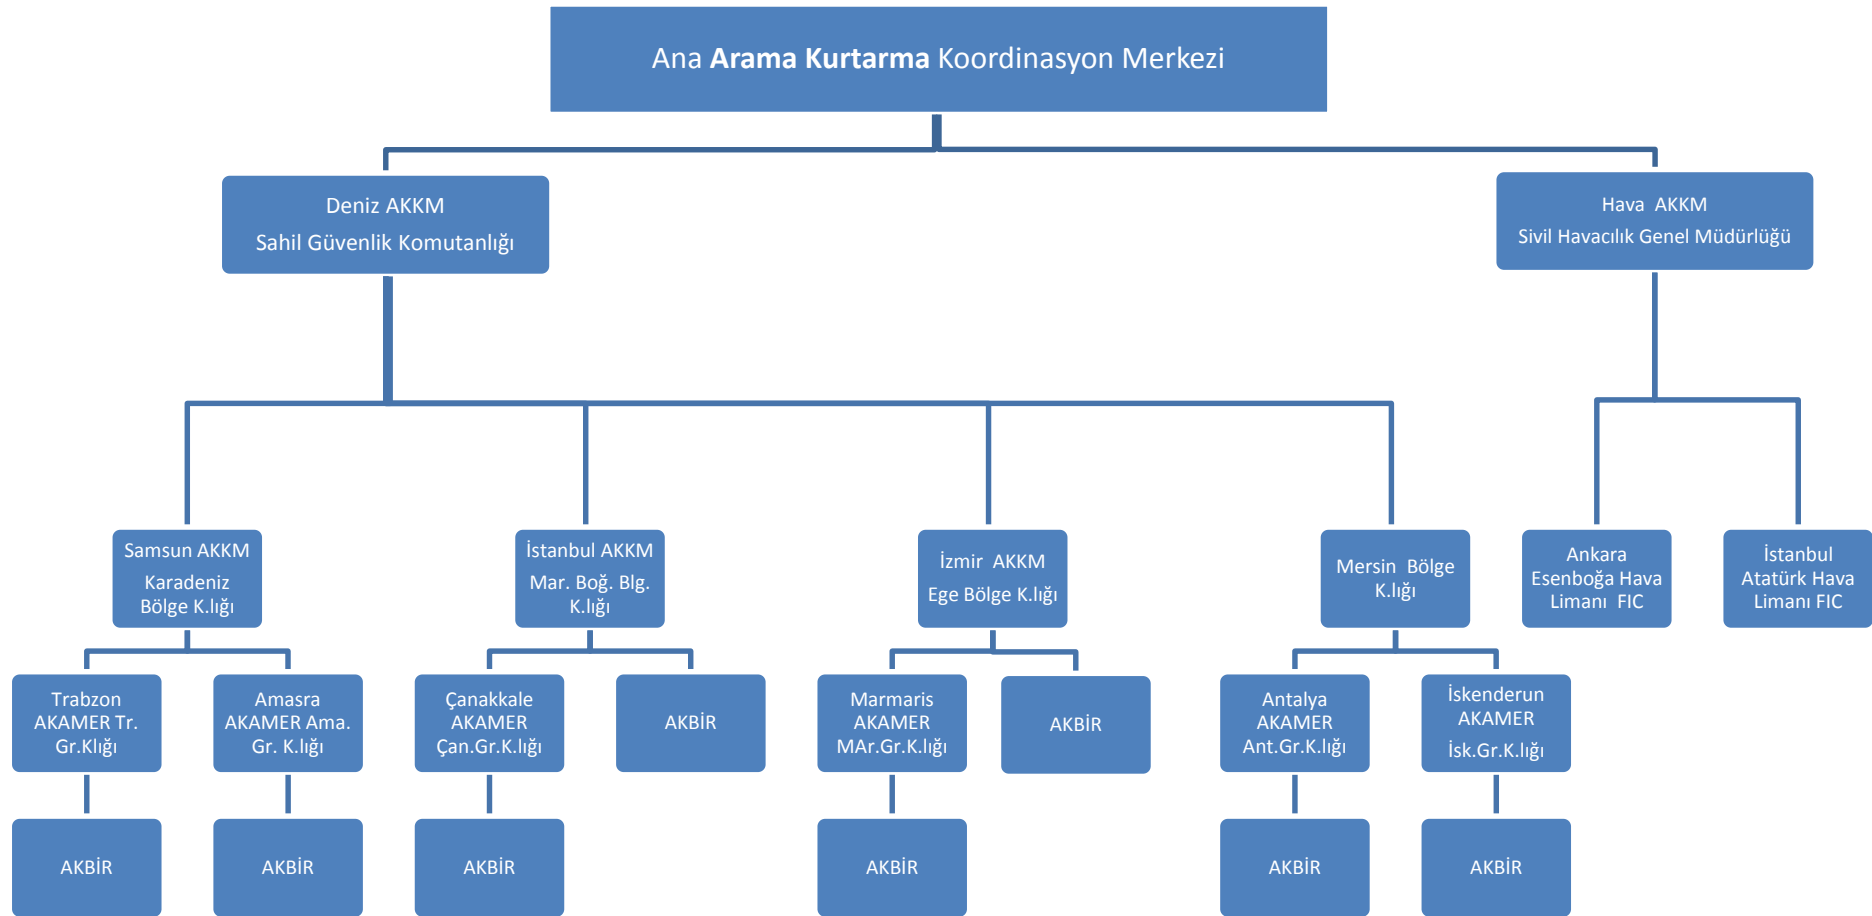 Ana Arama Kurtarma Koordinasyon Merkezi
Deniz AKKM
Sahil Güvenlik Komutanlığı
Hava AKKM
Sivil Havacılık Genel Müdürlüğü
Samsun AKKM
Karadeniz
Bölge K.lığı
İstanbul AKKM
Mar. Boğ. Blg.
K.lığı
İzmir AKKM
Ege Bölge K.lığı
Mersin Bölge
K.lığı
Ankara
Esenboğa Hava
Limanı FIC
İstanbul
Atatürk Hava
Limanı FIC
Trabzon
AKAMER Tr.
Gr.Klığı
Amasra
AKAMER Ama.
Gr. K.lığı
Çanakkale
AKAMER
Çan.Gr.K.lığı
AKBİR
Marmaris
AKAMER
MAr.Gr.K.lığı
AKBİR
Antalya
AKAMER
Ant.Gr.K.lığı
İskenderun
AKAMER
İsk.Gr.K.lığı
AKBİR
AKBİR
AKBİR
AKBİR
AKBİR
AKBİR